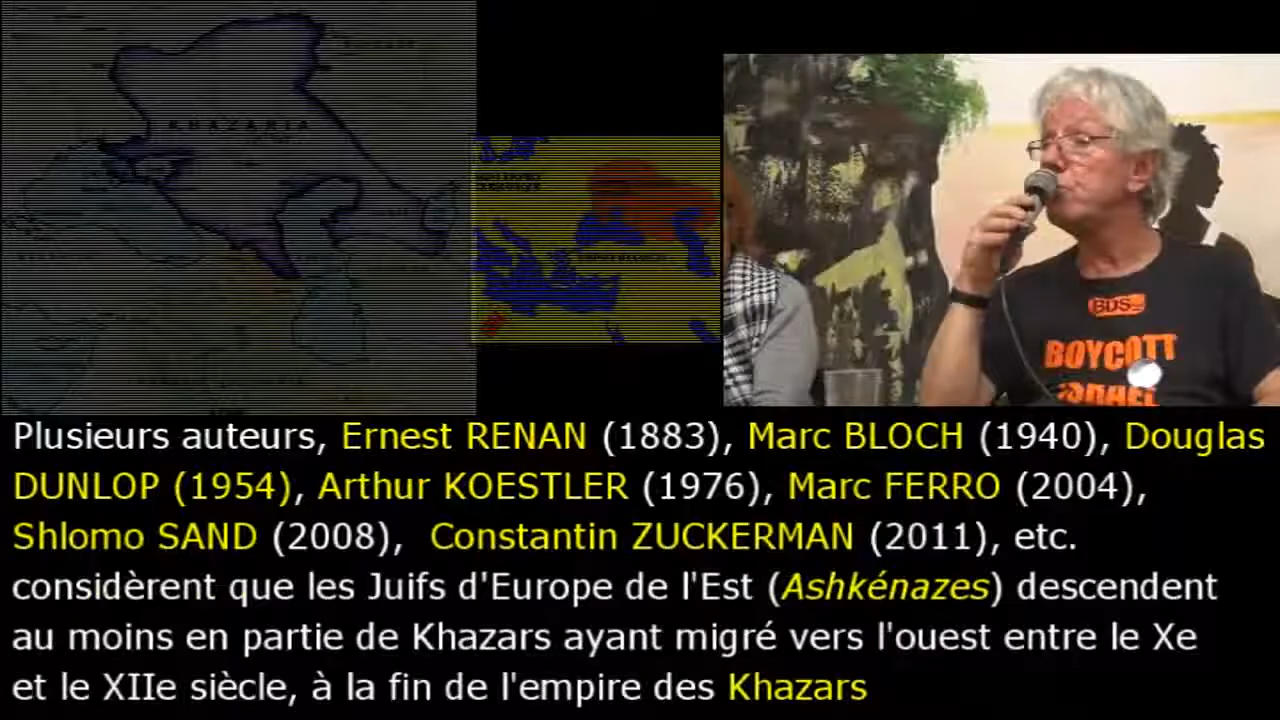 KHAZARIA
BDS
BOYCOTT
ISRAEL
Plusieurs auteurs, Ernest RENAN (1883), Marc BLOCH (1940), Douglas
DUNLOP (1954), Arthur KOESTLER (1976), Marc FERRO (2004),
Shlomo SAND (2008), Constantin ZUCKERMAN (2011), etc.
considèrent que les Juifs d'Europe de l'Est (Ashkénazes) descendent
au moins en partie de Khazars ayant migré vers l'ouest entre le Xe
et le XIIe siècle, à la fin de l'empire des Khazars